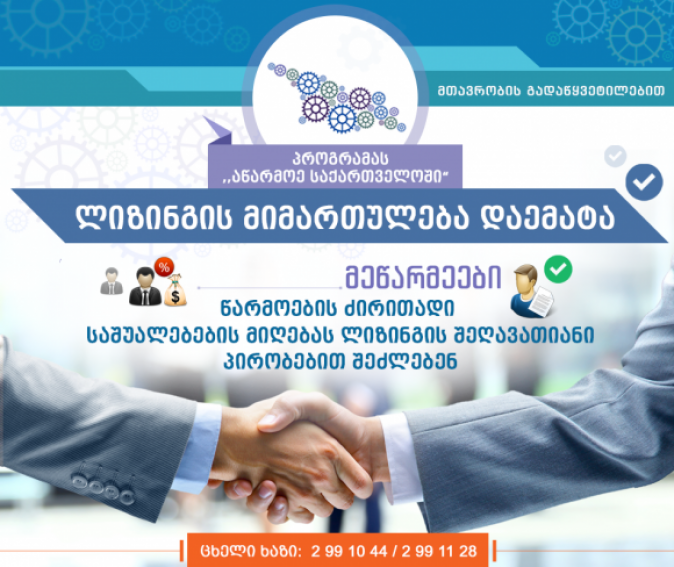 მთავრობის გადაწყვეტილებით
პროგრამას
,,აწარმოე საქართველოში"
ლიზინგის მიმართულება დაემატა
%
$
მეწარმეები
წარმოების ძირითადი
საშუალებების მიღებას ლიზინგის შეღავათიანი
პირობებით შეძლებენ
ცხელი ხაზი: 2 99 10 44 / 2 99 11 28